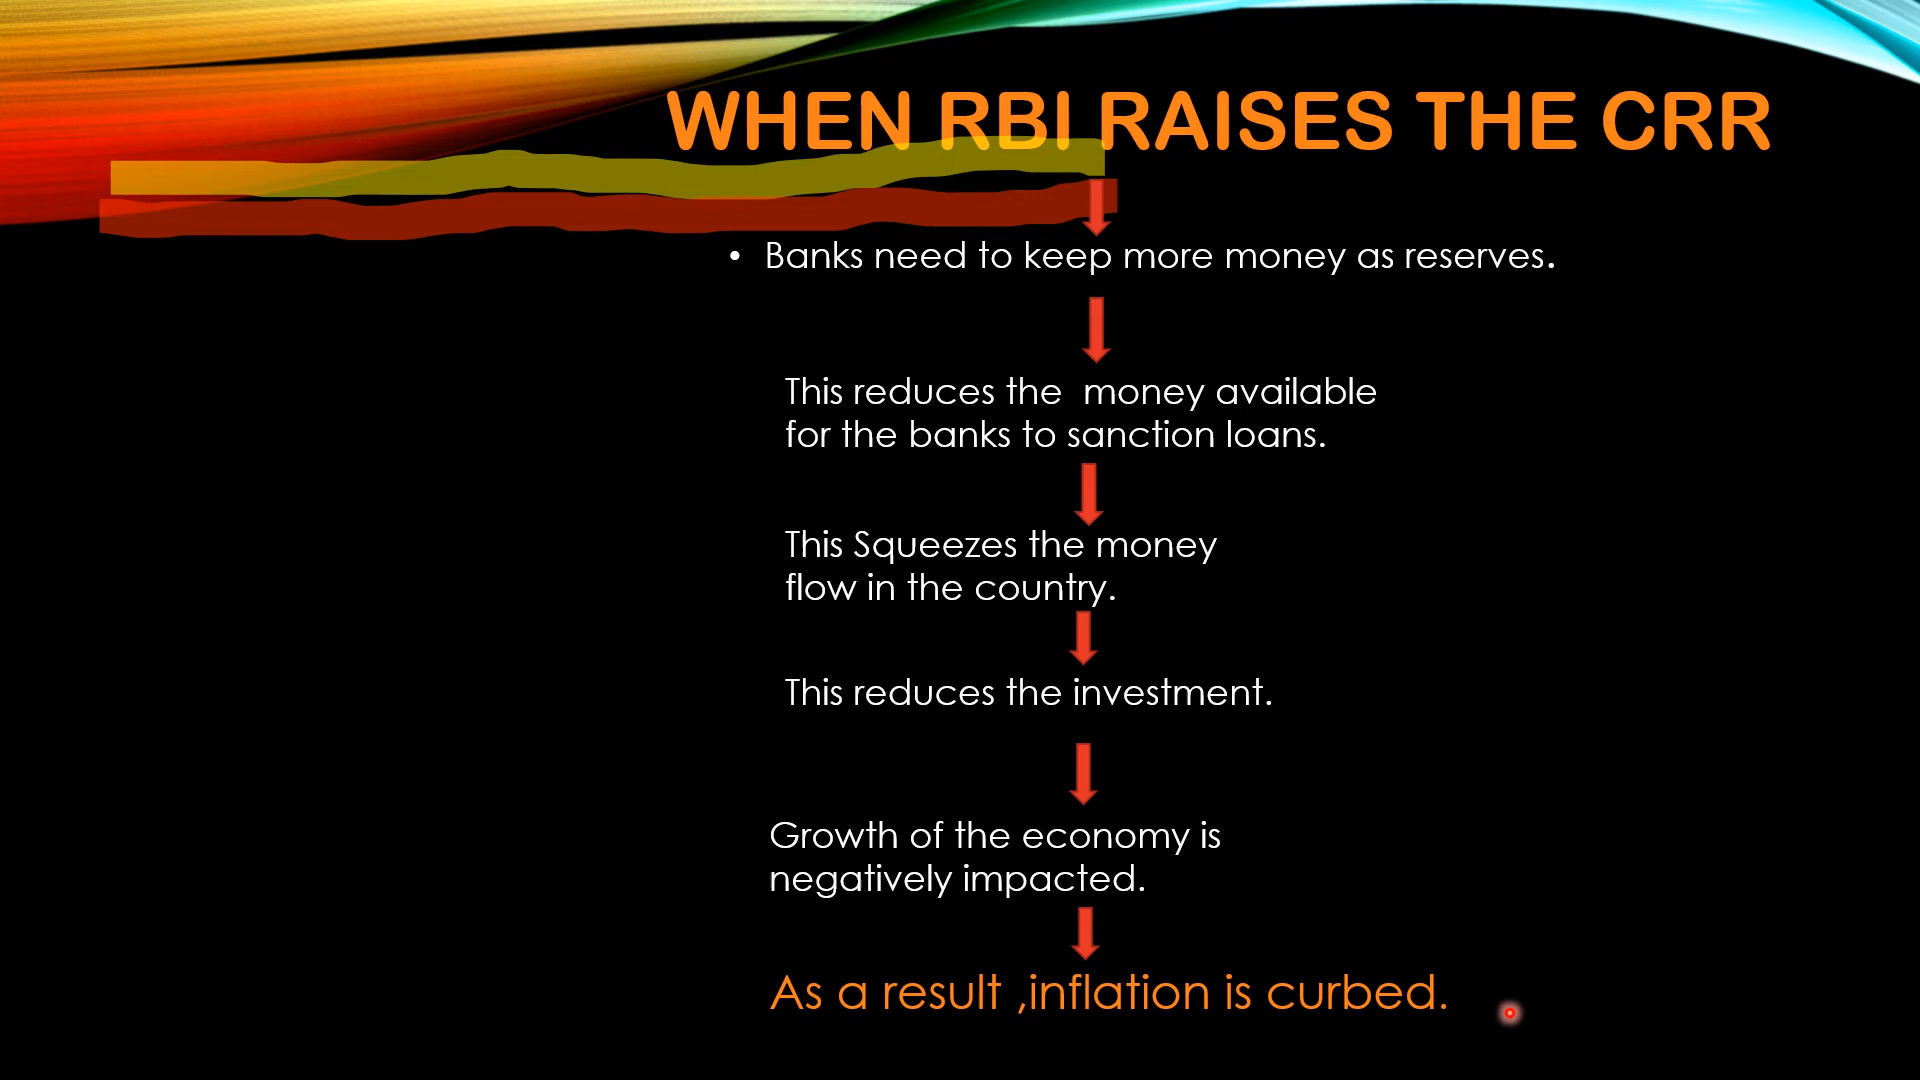 WHEN RBI RAISES THE CRR
• Banks need to keep more money as reserves.
This reduces the  money available
for the banks to sanction loans.
This Squeezes the money
flow in the country.
This reduces the investment.
Growth of the economy is
negatively impacted.
As a result ,inflation is curbed.